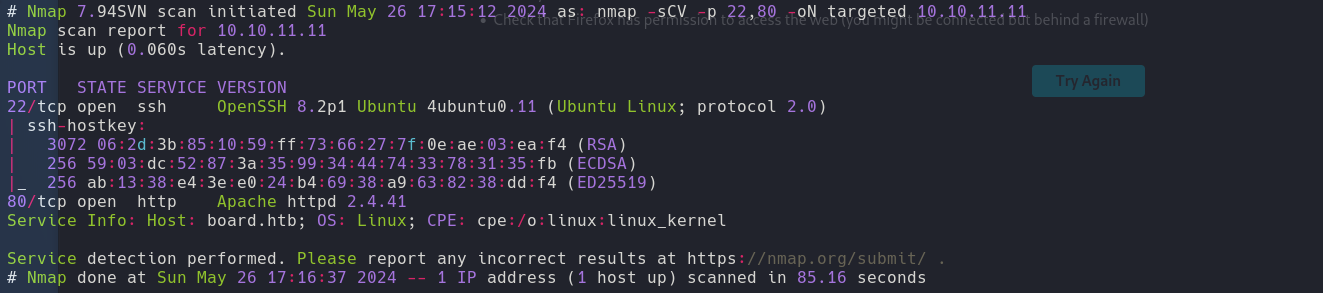 # Nmap 7.94SVN scan initiated Sun May 26 17:15:12 2024 as: nmap -sCV -p 22,80 -oN targeted 10.10.11.11
Check that Firefox has permission to access the web (you might be connected but behind a firewall)
Nmap scan report for 10.10.11.11
Host is up (0.060s latency).
PORT   STATE SERVICE VERSION
Try Again
22/tcp open  ssh     OpenSSH 8.2p1 Ubuntu 4ubuntu0.11 (Ubuntu Linux; protocol 2.0)
| ssh-hostkey:
|   3072 06:2d:3b:85:10:59:ff:73:66:27:7f:0e:ae:03:ea:f4 (RSA)
|   256 59:03:dc:52:87:3a:35:99:34:44:74:33:78:31:35:fb (ECDSA)
|_  256 ab:13:38:e4:3e:e0:24:b4:69:38:a9:63:82:38:dd:f4 (ED25519)
80/tcp open  http    Apache httpd 2.4.41
Service Info: Host: board.htb; OS: Linux; CPE: cpe:/o:linux:linux_kernel
Service detection performed. Please report any incorrect results at https://nmap.org/submit/ .
# Nmap done at Sun May 26 17:16:37 2024 -- 1 IP address (1 host up) scanned in 85.16 seconds